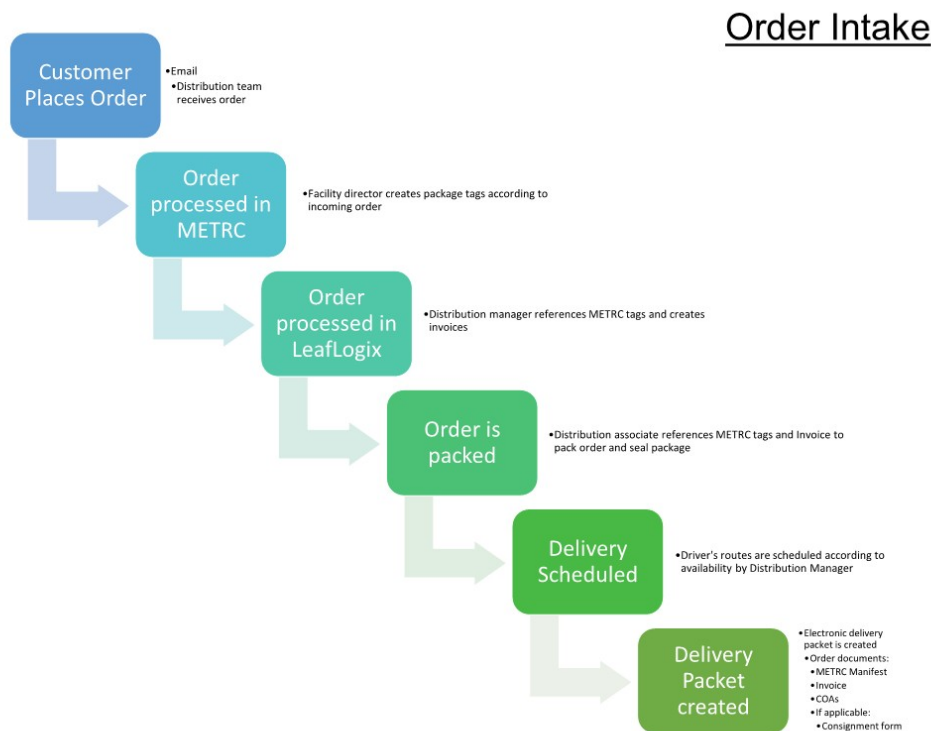 Order Intake
Customer
Places Order
•Email
•Distribution team
receives order
Order
processed in
METRC
•Facility director creates package tags according to
incoming order
Order
processed in
LeafLogix
•Distribution manager references METRC tags and creates
invoices
Order is
packed
•Distribution associate references METRC tags and Invoice to
pack order and seal package
Delivery
Scheduled
•Driver's routes are scheduled according to
availability by Distribution Manager
Delivery
Packet
created
•Electronic delivery
packet is created
•Order documents:
•METRC Manifest
•Invoice
•COAs
•If applicable:
•Consignment form